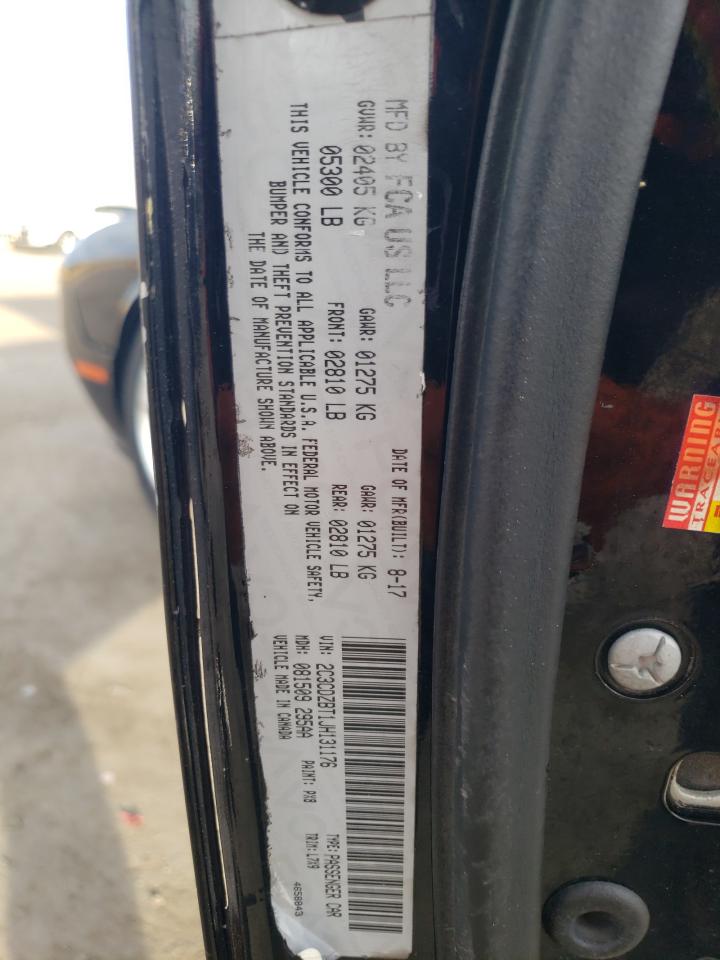 MFD BY FCA US LLC
DATE OF MFR(BUILT): 8-17
GVWR: 02405 KG
GAWR: 01275 KG
GAWR: 01275 KG
05300 LB
FRONT: 02810 LB
REAR: 02810 LB
THIS VEHICLE CONFORMS TO ALL APPLICABLE U.S.A. FEDERAL MOTOR VEHICLE SAFETY,
BUMPER AND THEFT PREVENTION STANDARDS IN EFFECT ON
THE DATE OF MANUFACTURE SHOWN ABOVE.
VIN: 2C3CDZBT1JH131176
TYPE: PASSENGER CAR
MDH: 081509 295AA
PAINT: PX8
TRIM: L7X9
VEHICLE MADE IN CANADA
4658843
WARNING